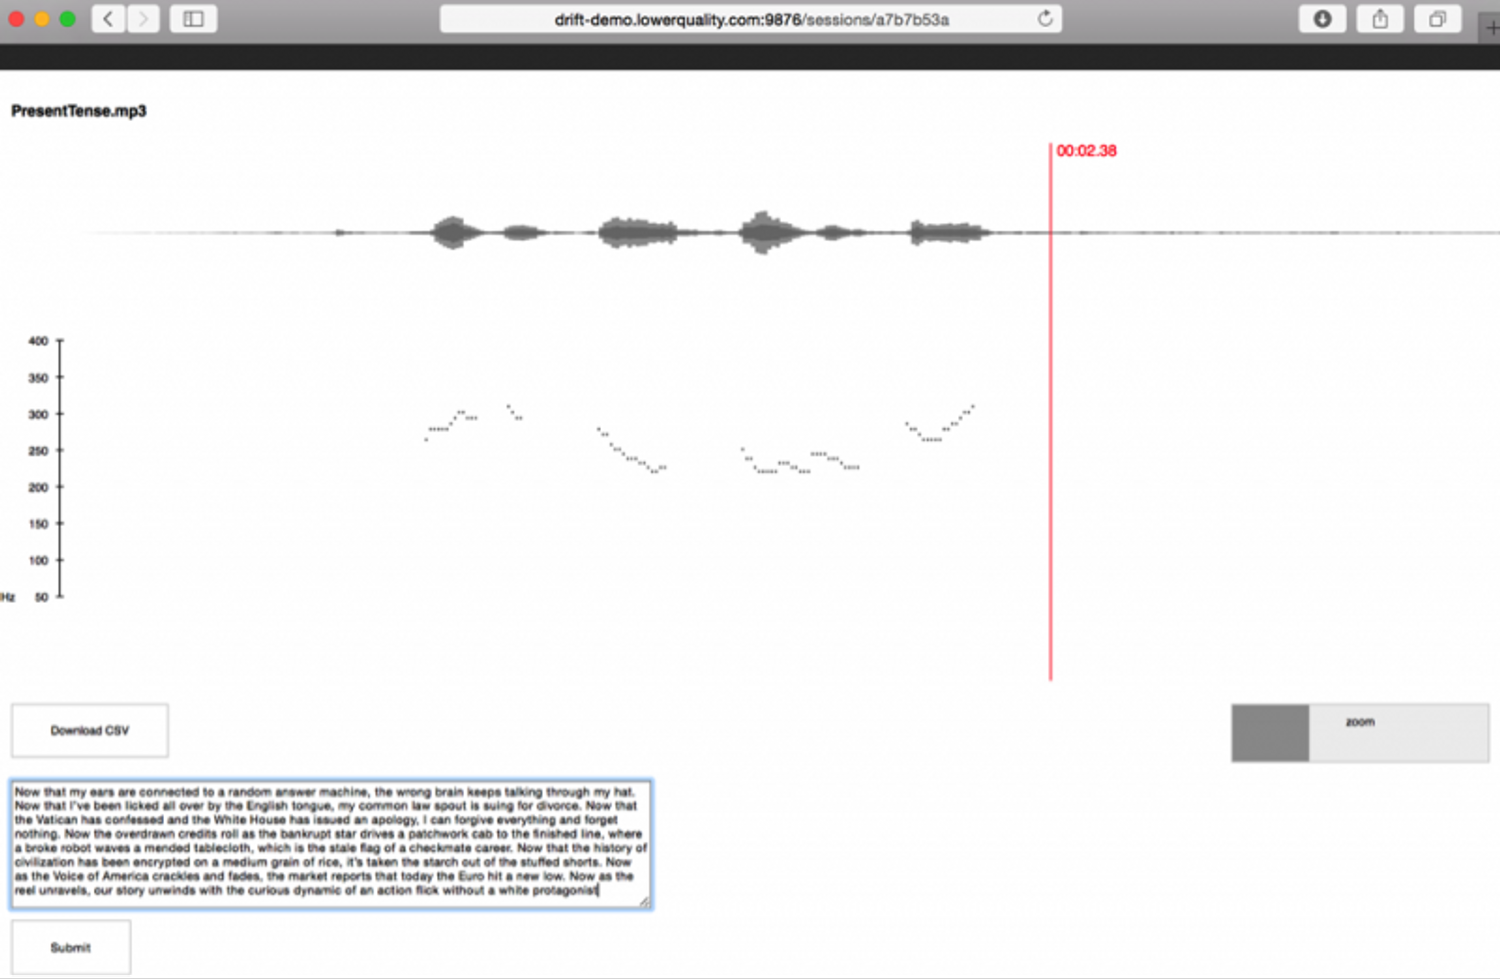 drift-demo.lowerquality.com:9876/sessions/a7b7b53a
PresentTense.mp3
00:02.38
400
350
300
250
200
150
100
Hz 50
Download CSV
zoom
Now that my ears are connected to a random answer machine, the wrong brain keeps talking through my hat.
Now that I've been licked all over by the English tongue, my common law spout is suing for divorce. Now that
the Vatican has confessed and the White House has issued an apology, I can forgive everything and forget
nothing. Now the overdrawn credits roll as the bankrupt star drives a patchwork cab to the finished line, where
a broke robot waves a mended tablecloth, which is the stale flag of a checkmate career. Now that the history of
civilization has been encrypted on a medium grain of rice, it's taken the starch out of the stuffed shorts. Now
as the Voice of America crackles and fades, the market reports that today the Euro hit a new low. Now as the
reel unravels, our story unwinds with the curious dynamic of an action flick without a white protagonist
Submit